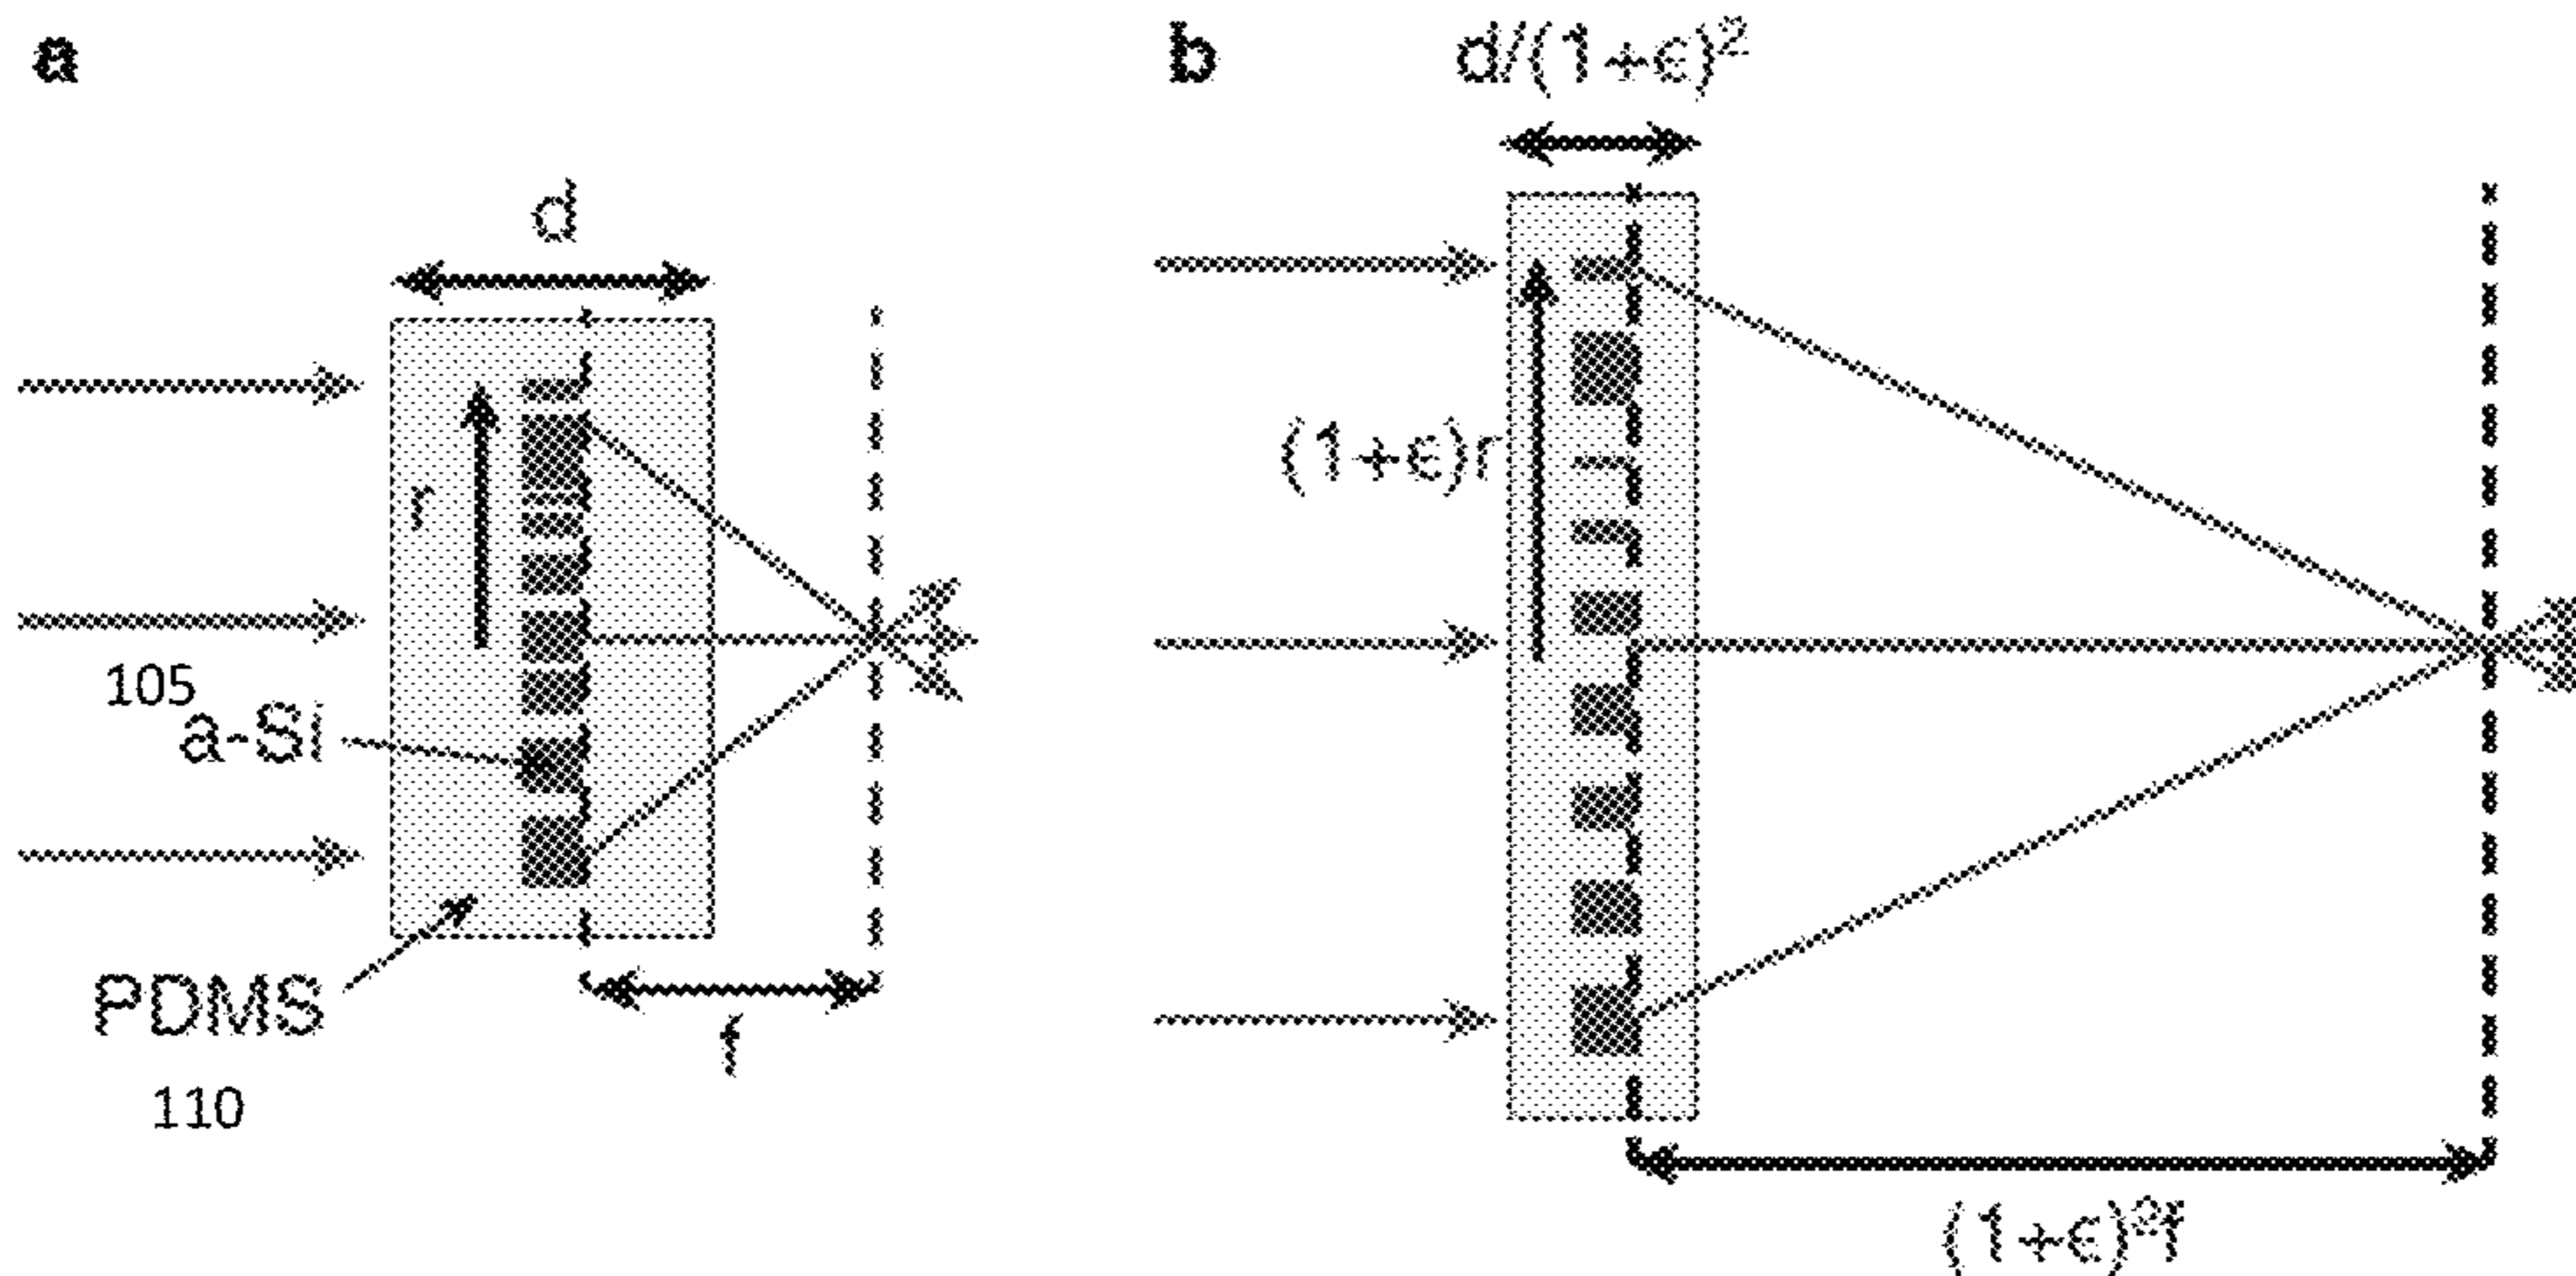 a
d
r
105
a-Si
PDMS
110
f
b
d/(1+ϵ)²
(1+ϵ)r
(1+ϵ)²f